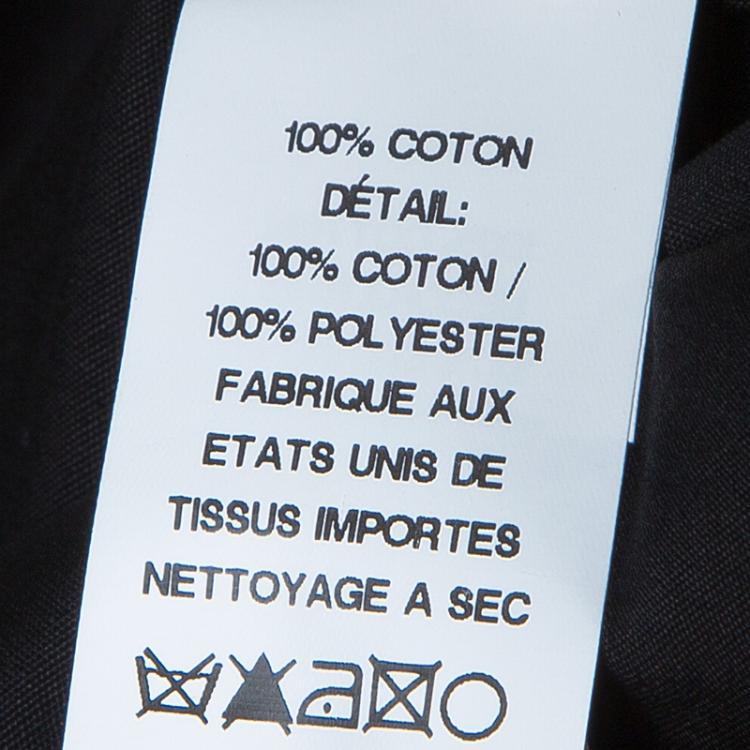 100% COTON
DÉTAIL:
100% COTON /
100% POLYESTER
FABRIQUE AUX
ETATS UNIS DE
TISSUS IMPORTES
NETTOYAGE A SEC